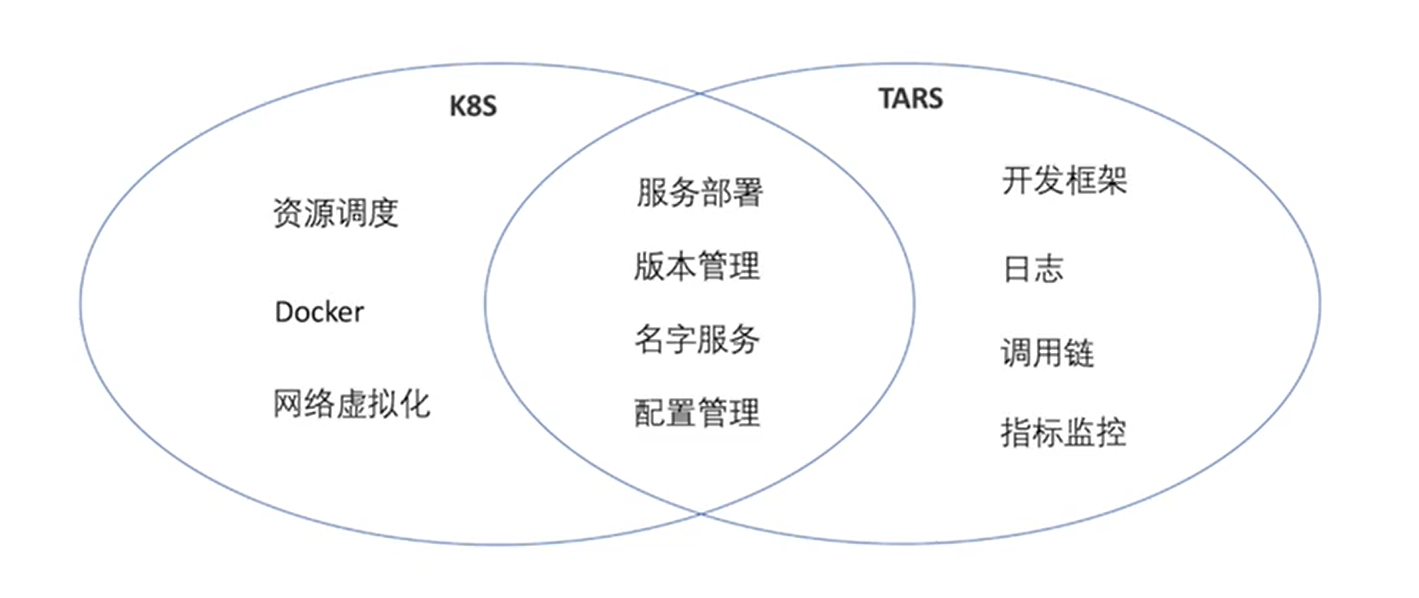 K8S
资源调度
Docker
网络虚拟化
服务部署
版本管理
名字服务
配置管理
TARS
开发框架
日志
调用链
指标监控